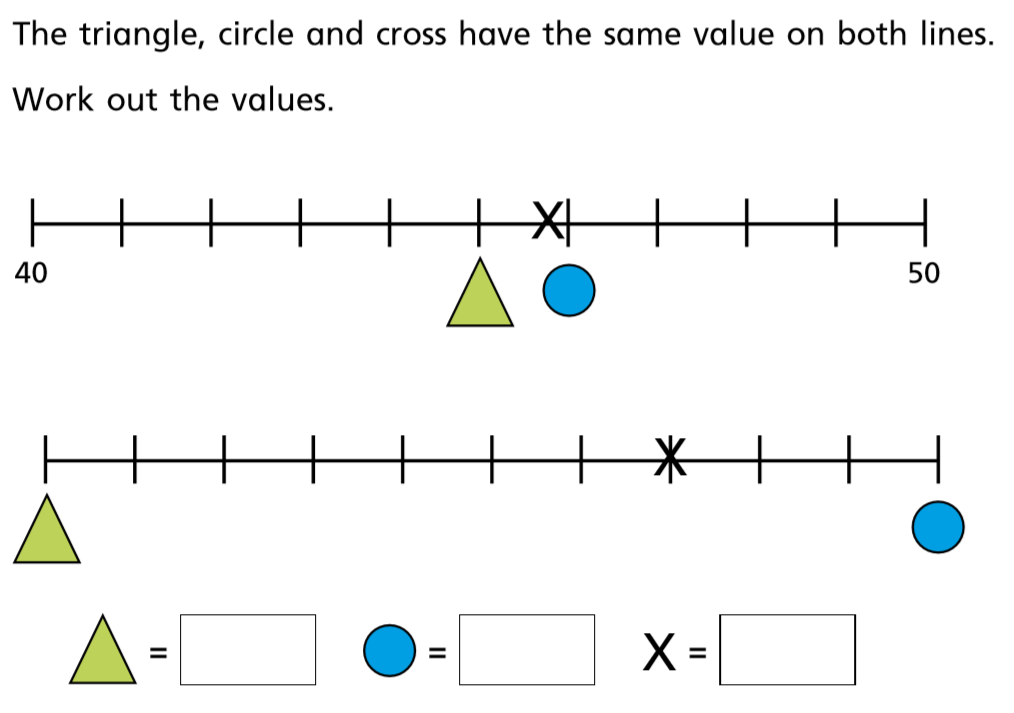 The triangle, circle and cross have the same value on both lines.
Work out the values.
X
40 50
X
= = X =